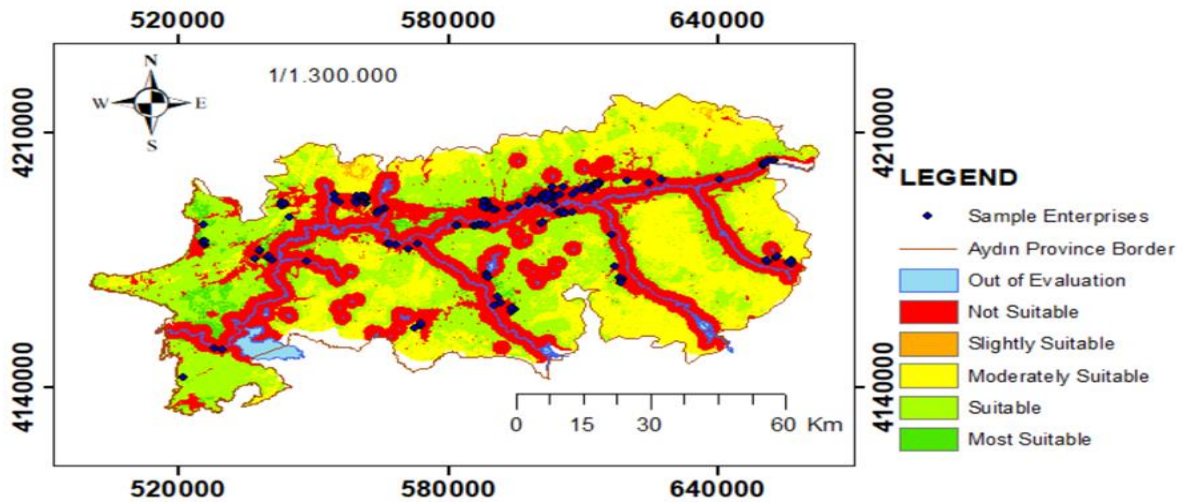 520000 580000 640000
N
W E
S
1/1.300.000
4210000 4210000
4140000 4140000
LEGEND
Sample Enterprises
Aydın Province Border
Out of Evaluation
Not Suitable
Slightly Suitable
Moderately Suitable
Suitable
Most Suitable
0 15 30 60 Km
520000 580000 640000